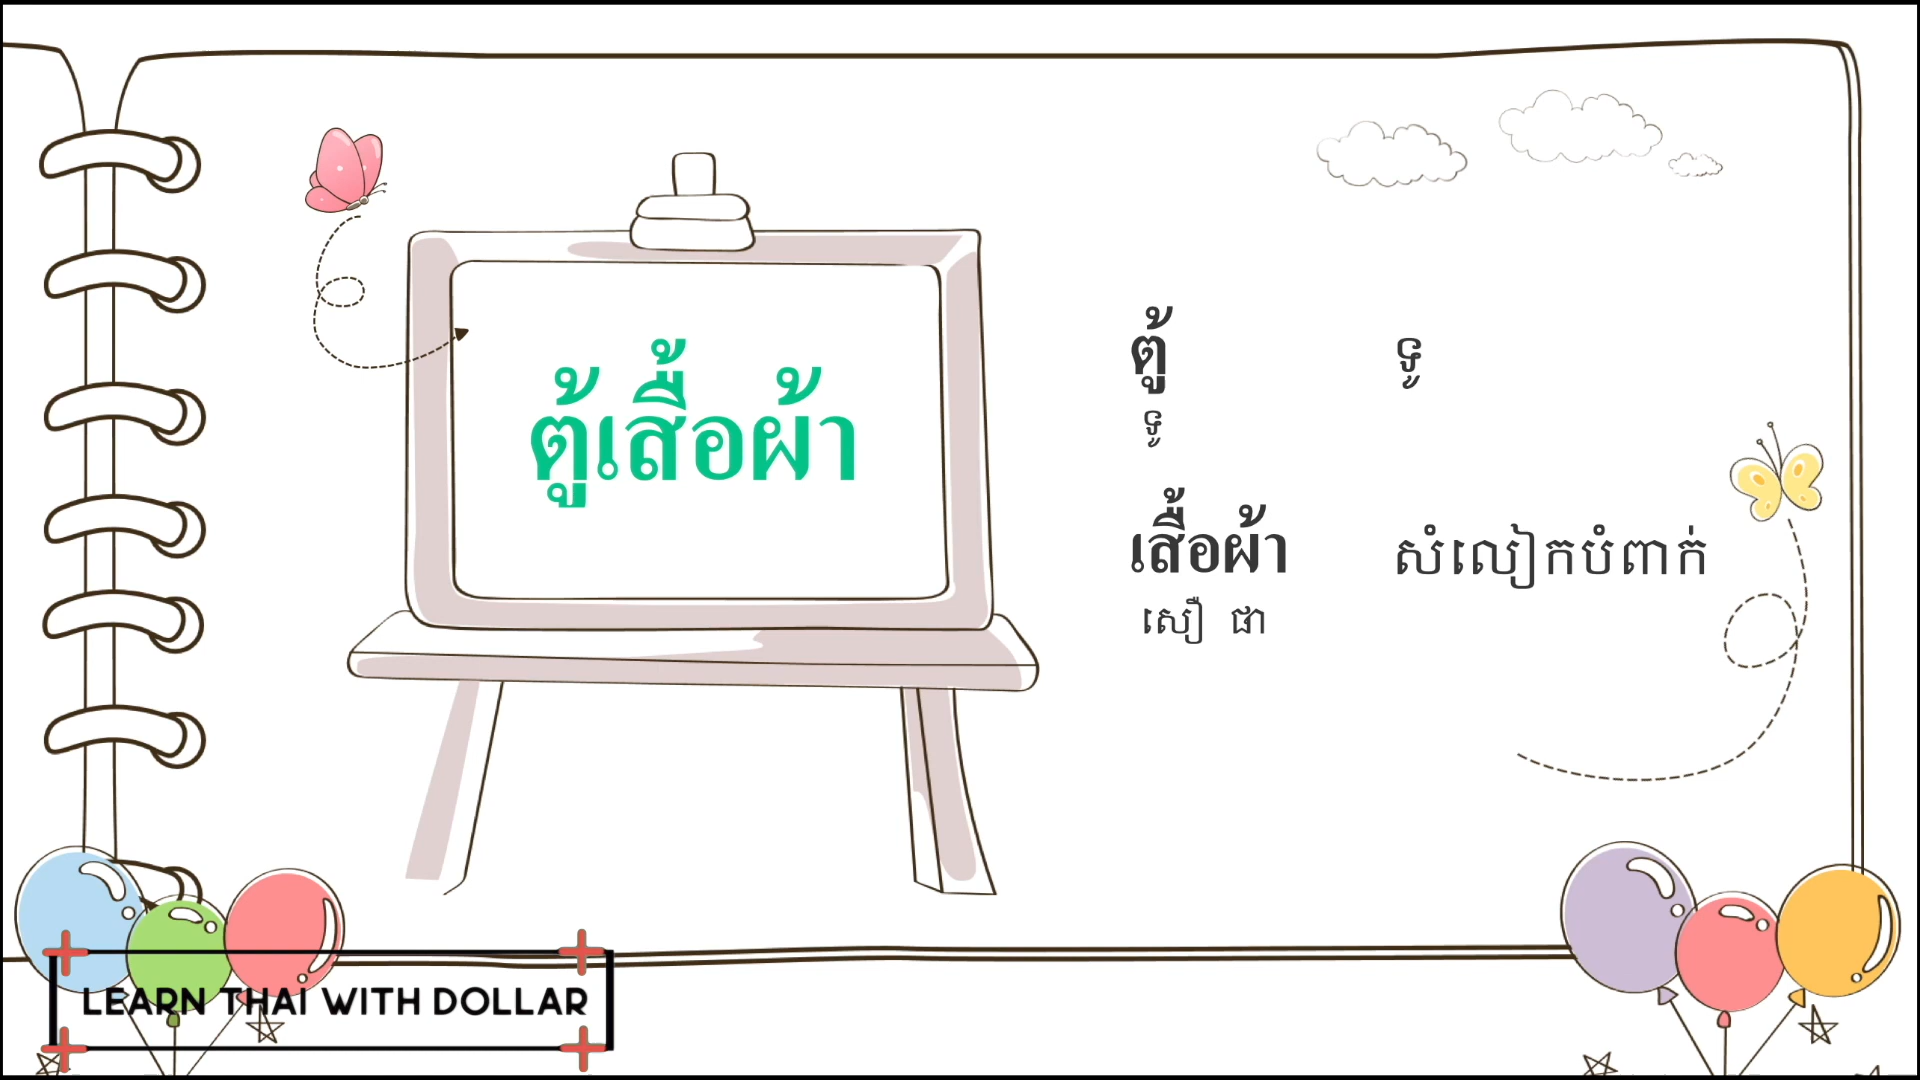 ตู้เสื้อผ้า
ตู้ ទូ
ទូ
เสื้อผ้า សំលៀកបំពាក់
សឿ ផា
LEARN THAI WITH DOLLAR